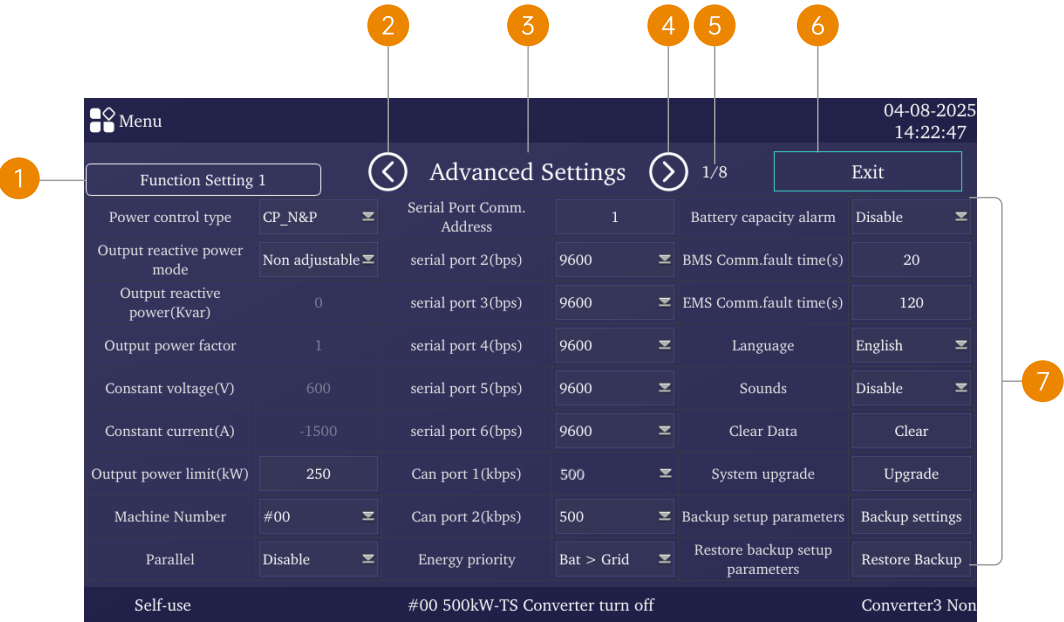 2 3 4 5 6
Menu
04-08-2025
14:22:47
1
Function Setting 1
Advanced Settings
1/8
Exit
Power control type
CP_N&P
Serial Port Comm.
Address
1
Battery capacity alarm
Disable
Output reactive power
mode
Non adjustable
serial port 2(bps)
9600
BMS Comm.fault time(s)
20
Output reactive
power(Kvar)
0
serial port 3(bps)
9600
EMS Comm.fault time(s)
120
Output power factor
1
serial port 4(bps)
9600
Language
English
Constant voltage(V)
600
serial port 5(bps)
9600
Sounds
Disable
7
Constant current(A)
-1500
serial port 6(bps)
9600
Clear Data
Clear
Output power limit(kW)
250
Can port 1(kbps)
500
System upgrade
Upgrade
Machine Number
#00
Can port 2(kbps)
500
Backup setup parameters
Backup settings
Parallel
Disable
Energy priority
Bat > Grid
Restore backup setup
parameters
Restore Backup
Self-use
#00 500kW-TS Converter turn off
Converter3 Non